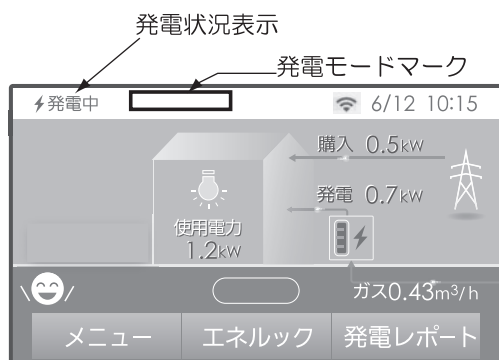 発電状況表示
発電モードマーク
発電中 6/12 10:15
購入 0.5kW
発電 0.7kW
使用電力
1.2kW
ガス0.43m³/h
メニュー エネルック 発電レポート